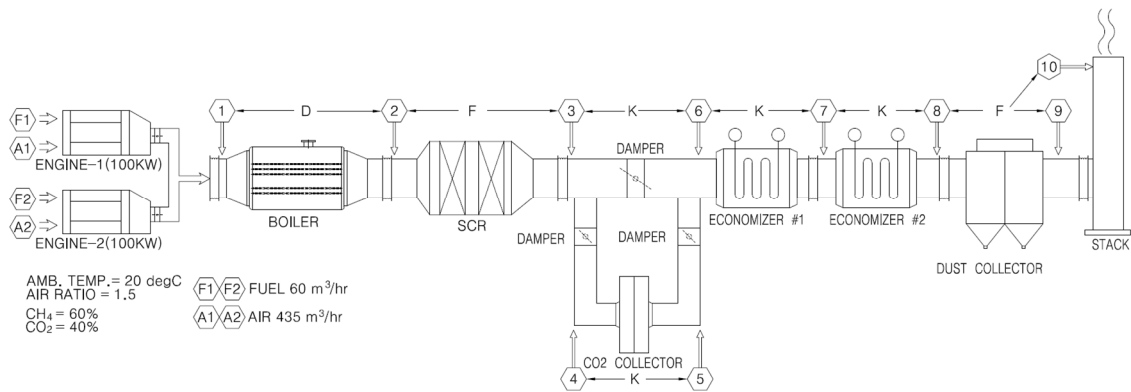 10
1
D
2
F
3
K
6
K
7
K
8
F
9
F1
A1
ENGINE-1(100KW)
F2
A2
ENGINE-2(100KW)
BOILER
SCR
DAMPER
ECONOMIZER #1
ECONOMIZER #2
DUST COLLECTOR
STACK
DAMPER
DAMPER
CO2 COLLECTOR
4
K
5
AMB. TEMP.= 20 degC
AIR RATIO = 1.5
CH₄ = 60%
CO₂ = 40%
F1 F2 FUEL 60 m³/hr
A1 A2 AIR 435 m³/hr